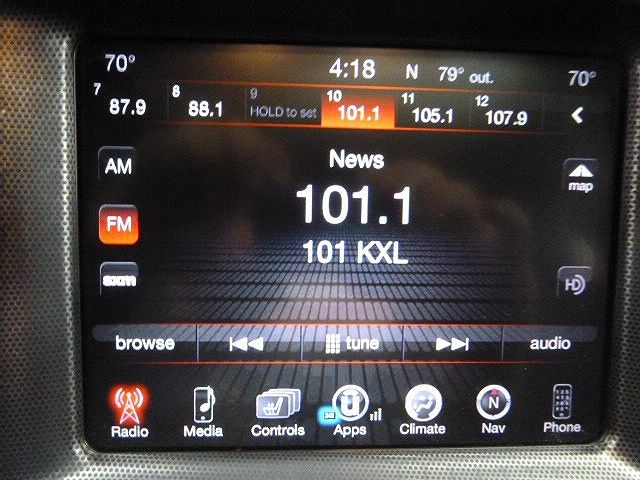 70°
4:18
N
79° out.
70°
7
87.9
8
88.1
9
HOLD to set
10
101.1
11
105.1
12
107.9
AM
News
map
FM
101.1
101 KXL
sxm
HD
browse
tune
audio
Radio
Media
Controls
Apps
Climate
N
Nav
Phone